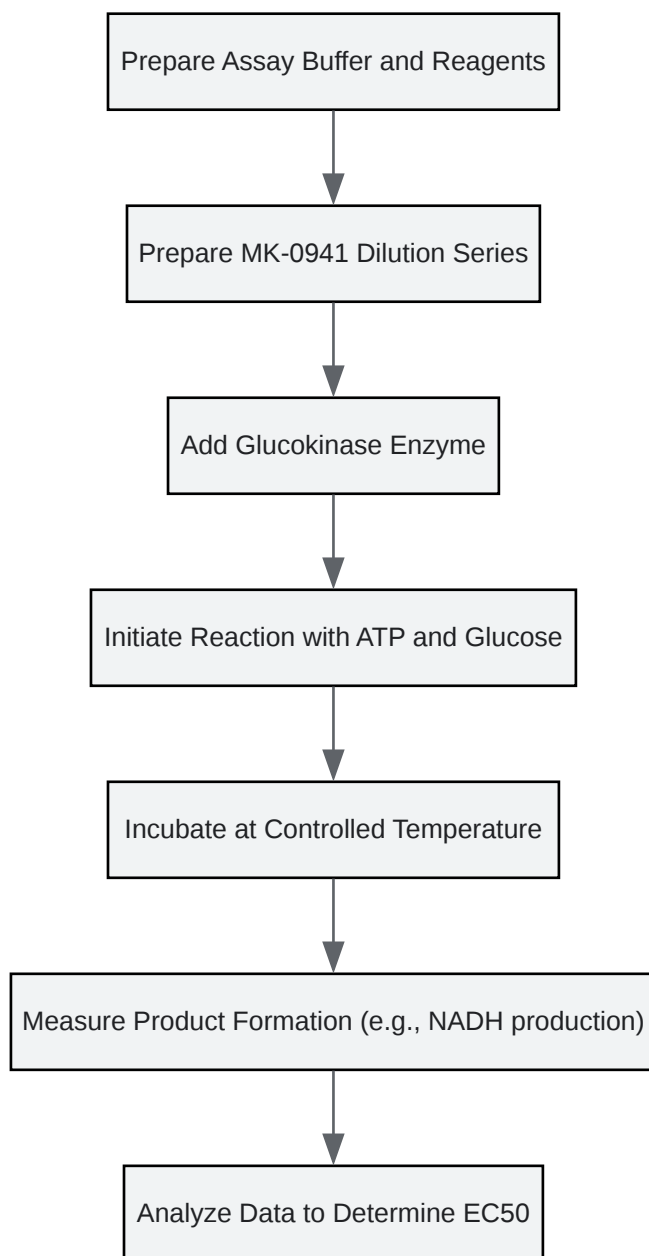 Prepare Assay Buffer and Reagents
Prepare MK-0941 Dilution Series
Add Glucokinase Enzyme
Initiate Reaction with ATP and Glucose
Incubate at Controlled Temperature
Measure Product Formation (e.g., NADH production)
Analyze Data to Determine EC50